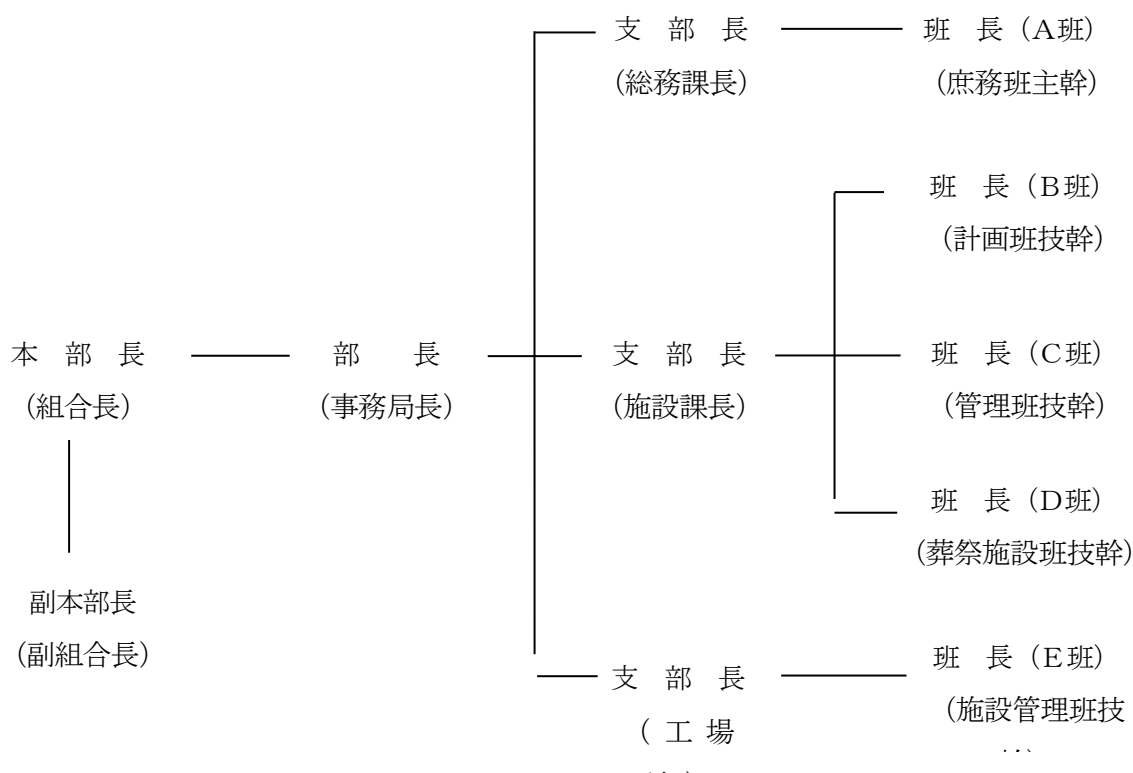 支　部　長
(総務課長)
班　長（A班）
(庶務班主幹)
班　長（B班）
(計画班技幹)
本　部　長
(組合長)
部　　長
(事務局長)
支　部　長
(施設課長)
班　長（C班）
(管理班技幹)
班　長（D班）
(葬祭施設班技幹)
副本部長
(副組合長)
支　部　長
( 工 場
班　長（E班）
(施設管理班技